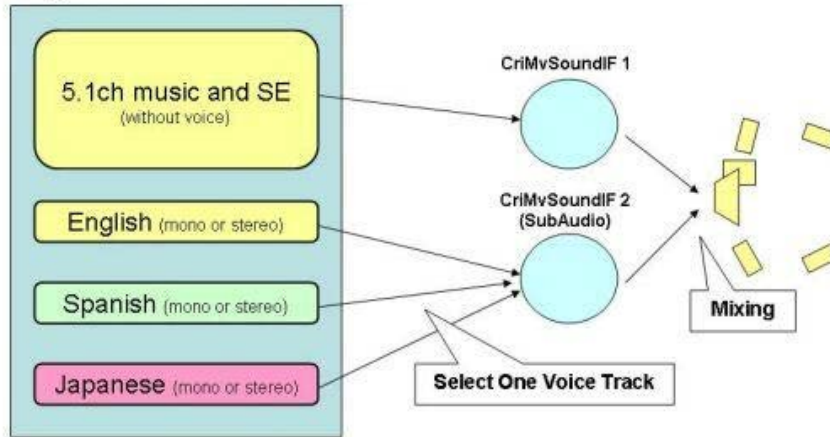 5.1ch music and SE
(without voice)
English (mono or stereo)
Spanish (mono or stereo)
Japanese (mono or stereo)
CriMvSoundIF 1
CriMvSoundIF 2
(SubAudio)
Select One Voice Track
Mixing